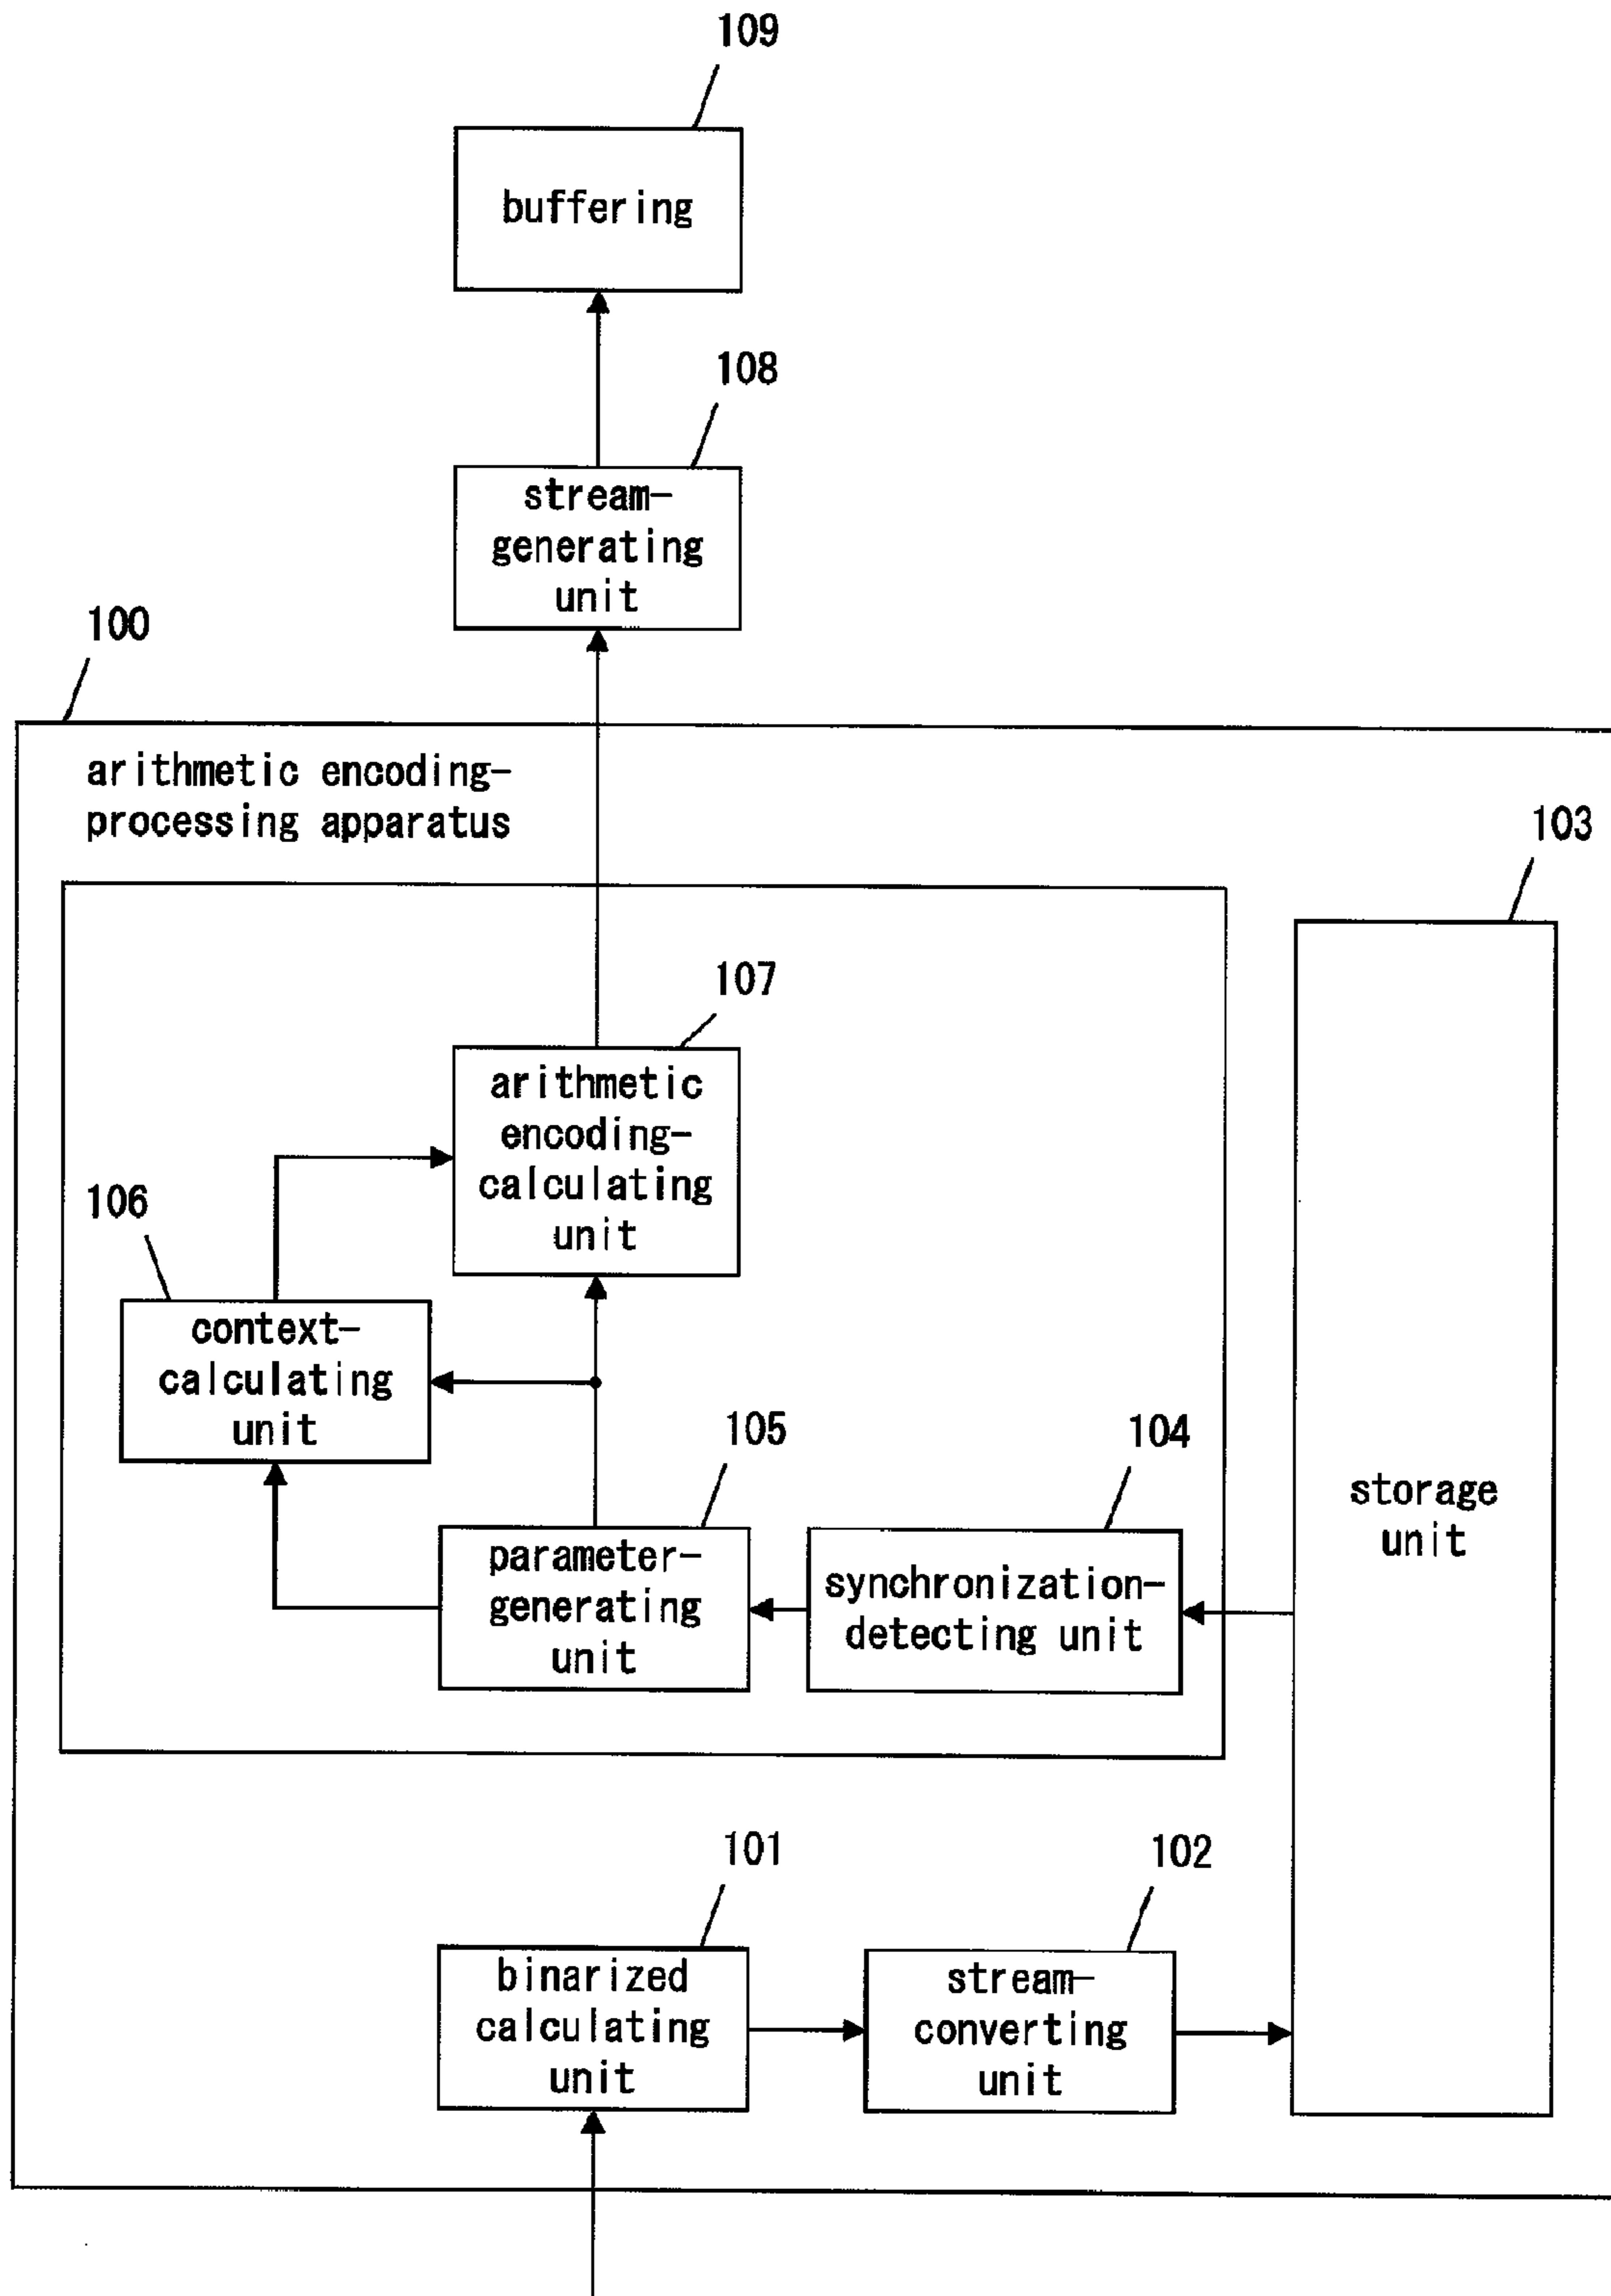 109
buffering
108
stream-
generating
unit
100
arithmetic encoding-
processing apparatus
103
107
arithmetic
encoding-
calculating
unit
106
context-
calculating
unit
105
104
storage
unit
parameter-
generating
unit
synchronization-
detecting unit
101
102
binarized
calculating
unit
stream-
converting
unit